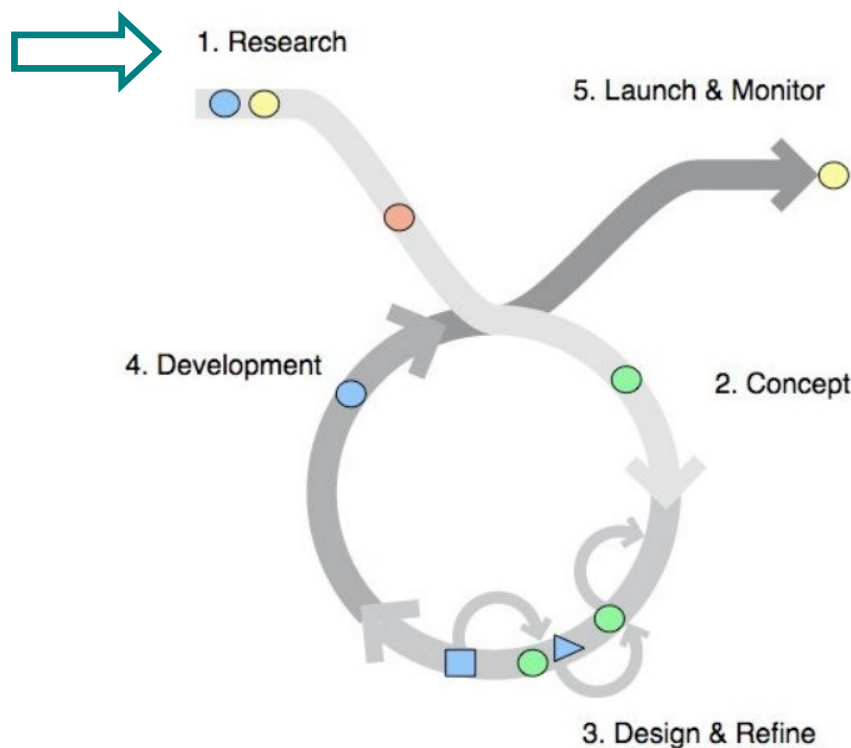 1. Research
5. Launch & Monitor
4. Development
2. Concept
3. Design & Refine